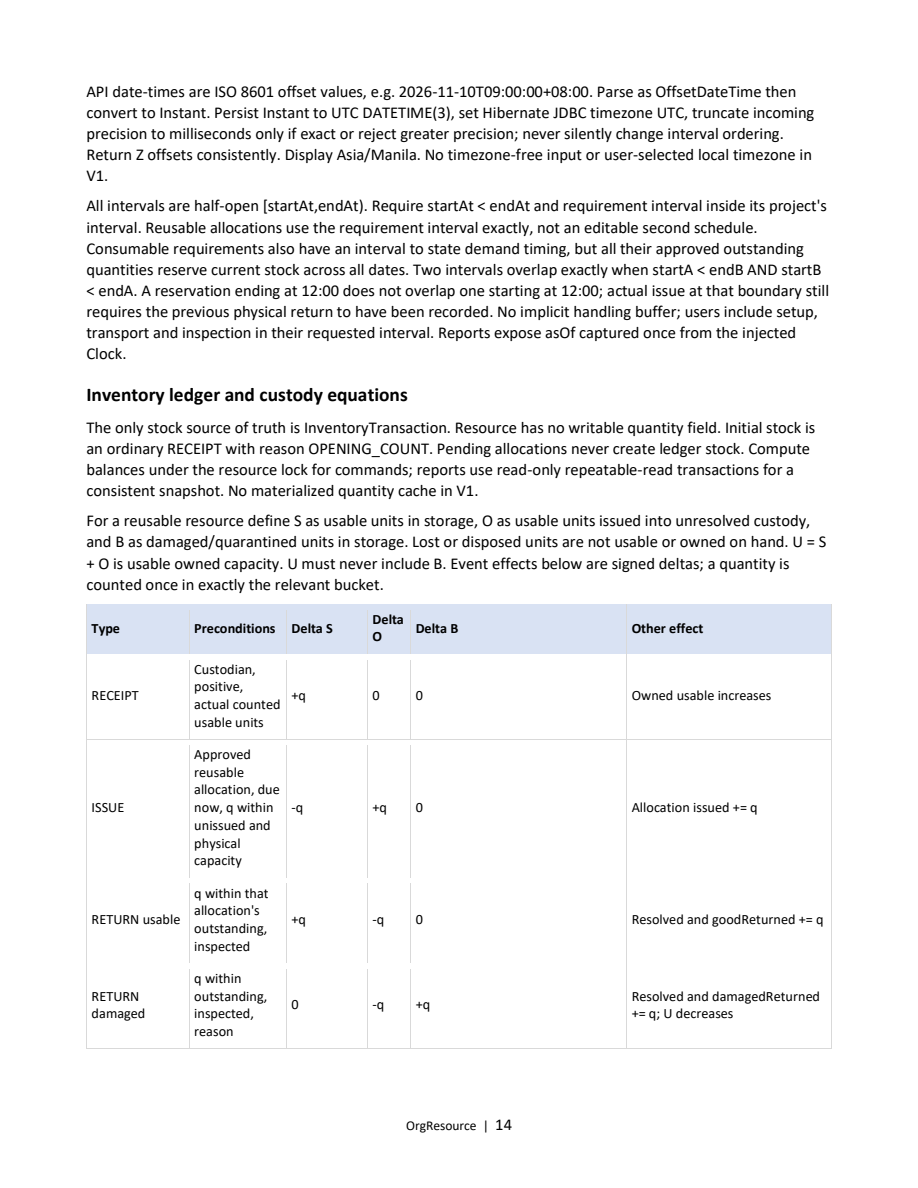 API date-times are ISO 8601 offset values, e.g. 2026-11-10T09:00:00+08:00. Parse as OffsetDateTime then
convert to Instant. Persist Instant to UTC DATETIME(3), set Hibernate JDBC timezone UTC, truncate incoming
precision to milliseconds only if exact or reject greater precision; never silently change interval ordering.
Return Z offsets consistently. Display Asia/Manila. No timezone-free input or user-selected local timezone in
V1.
All intervals are half-open [startAt,endAt). Require startAt < endAt and requirement interval inside its project's
interval. Reusable allocations use the requirement interval exactly, not an editable second schedule.
Consumable requirements also have an interval to state demand timing, but all their approved outstanding
quantities reserve current stock across all dates. Two intervals overlap exactly when startA < endB AND startB
< endA. A reservation ending at 12:00 does not overlap one starting at 12:00; actual issue at that boundary still
requires the previous physical return to have been recorded. No implicit handling buffer; users include setup,
transport and inspection in their requested interval. Reports expose asOf captured once from the injected
Clock.
Inventory ledger and custody equations
The only stock source of truth is InventoryTransaction. Resource has no writable quantity field. Initial stock is
an ordinary RECEIPT with reason OPENING_COUNT. Pending allocations never create ledger stock. Compute
balances under the resource lock for commands; reports use read-only repeatable-read transactions for a
consistent snapshot. No materialized quantity cache in V1.
For a reusable resource define S as usable units in storage, O as usable units issued into unresolved custody,
and B as damaged/quarantined units in storage. Lost or disposed units are not usable or owned on hand. U = S
+ O is usable owned capacity. U must never include B. Event effects below are signed deltas; a quantity is
counted once in exactly the relevant bucket.
Type
Preconditions
Delta S
Delta
O
Delta B
Other effect
RECEIPT
Custodian,
positive,
actual counted
usable units
+q
0
0
Owned usable increases
ISSUE
Approved
reusable
allocation, due
now, q within
unissued and
physical
capacity
-q
+q
0
Allocation issued += q
RETURN usable
q within that
allocation's
outstanding,
inspected
+q
-q
0
Resolved and goodReturned += q
RETURN
damaged
q within
outstanding,
inspected,
reason
0
-q
+q
Resolved and damagedReturned
+= q; U decreases
OrgResource | 14